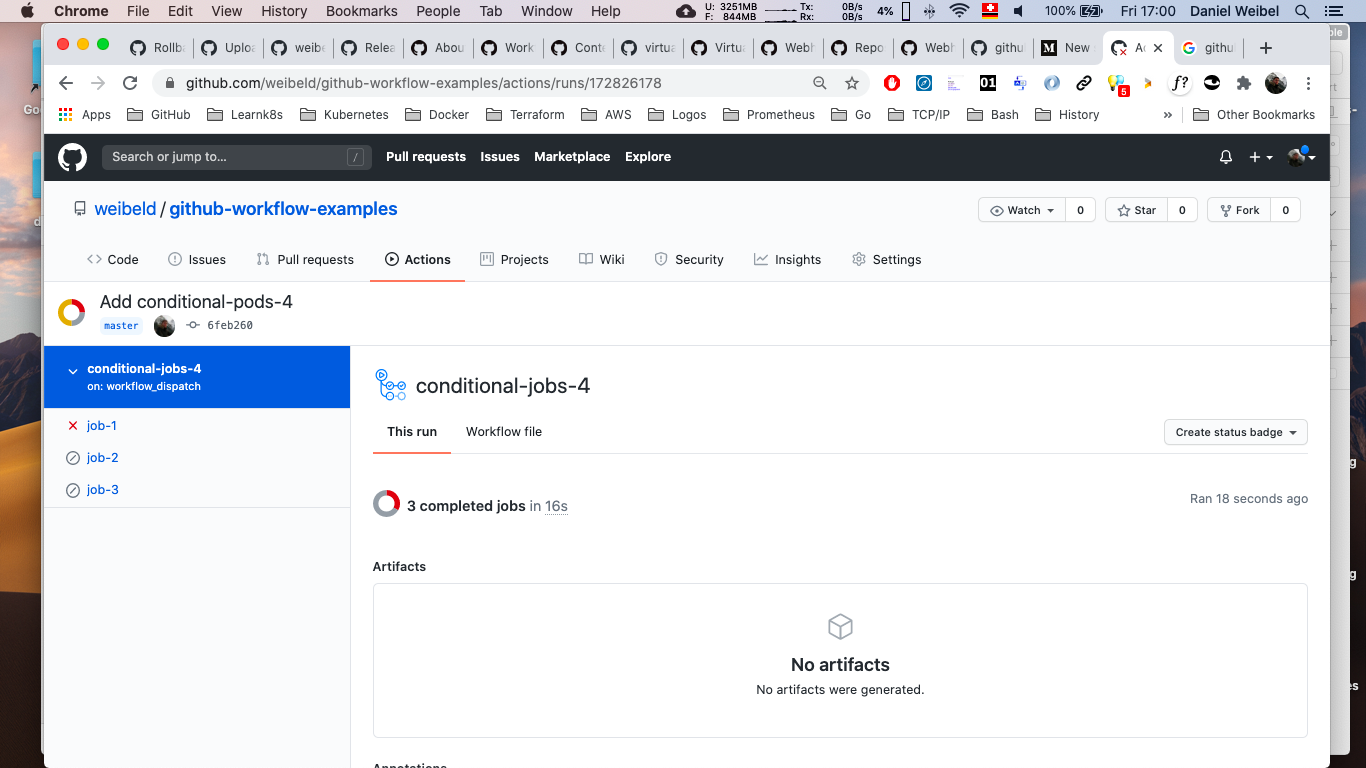 Chrome File Edit View History Bookmarks People Tab Window Help U: 3251MB Tx: 0B/s 4% 100% Fri 17:00 Daniel Weibel
F: 844MB Rx: 0B/s
Rollba Uploa weibe Relea Abou Work Conte virtua Virtua Webh Repo Webh githu New A githu
github.com/weibeld/github-workflow-examples/actions/runs/172826178 01 5 f?
Apps GitHub Learnk8s Kubernetes Docker Terraform AWS Logos Prometheus Go TCP/IP Bash History » Other Bookmarks
Search or jump to... / Pull requests Issues Marketplace Explore
weibeld / github-workflow-examples Watch 0 Star 0 Fork 0
Code Issues Pull requests Actions Projects Wiki Security Insights Settings
Add conditional-pods-4
master 6feb260
conditional-jobs-4
on: workflow_dispatch
job-1
job-2
job-3
conditional-jobs-4
This run Workflow file Create status badge
3 completed jobs in 16s Ran 18 seconds ago
Artifacts
No artifacts
No artifacts were generated.
Annotations